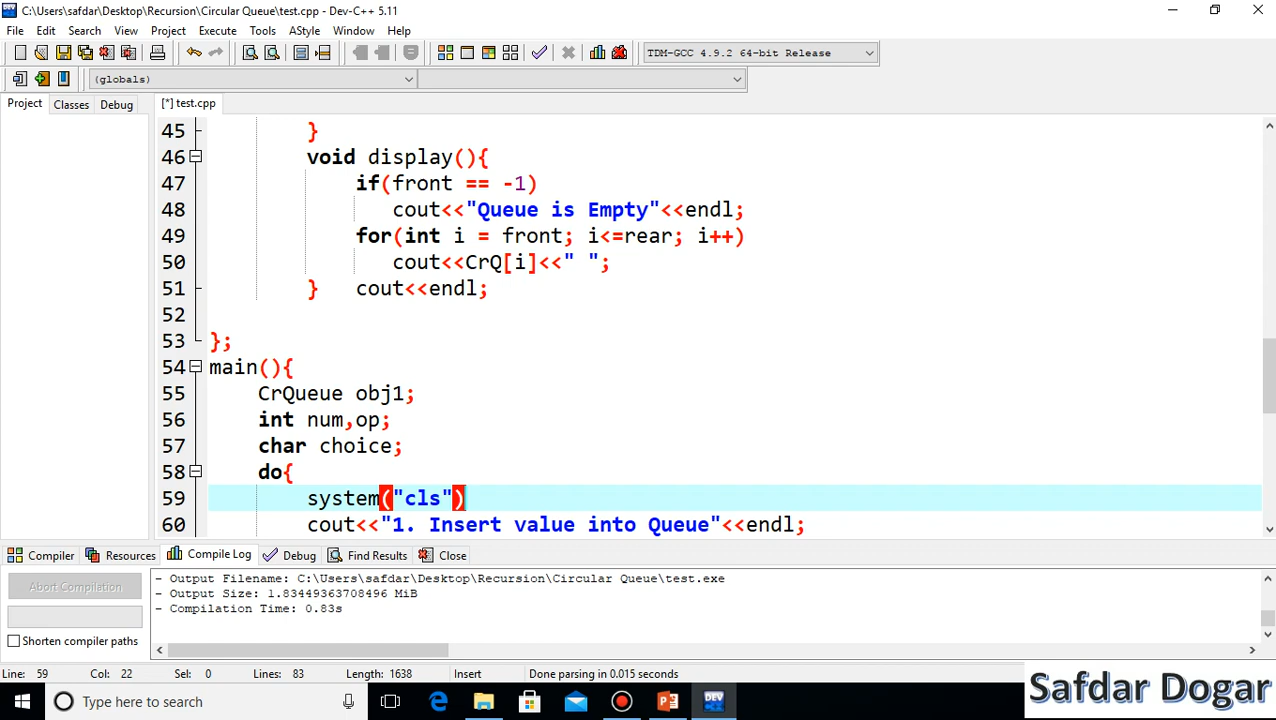 C:\Users\safdar\Desktop\Recursion\Circular Queue\test.cpp - Dev-C++ 5.11
File Edit Search View Project Execute Tools AStyle Window Help
TDM-GCC 4.9.2 64-bit Release
(globals)
Project Classes Debug [*] test.cpp
45 }
46 void display(){
47 if(front == -1)
48 cout<<"Queue is Empty"<<endl;
49 for(int i = front; i<=rear; i++)
50 cout<<CrQ[i]<<" ";
51 } cout<<endl;
52
53 };
54 main(){
55 CrQueue obj1;
56 int num,op;
57 char choice;
58 do{
59 system("cls")
60 cout<<"1. Insert value into Queue"<<endl;
Compiler Resources Compile Log Debug Find Results Close
Abort Compilation
Shorten compiler paths
- Output Filename: C:\Users\safdar\Desktop\Recursion\Circular Queue\test.exe
- Output Size: 1.83449363708496 MiB
- Compilation Time: 0.83s
Line: 59 Col: 22 Sel: 0 Lines: 83 Length: 1638 Insert Done parsing in 0.015 seconds
Type here to search
DEV
Safdar Dogar